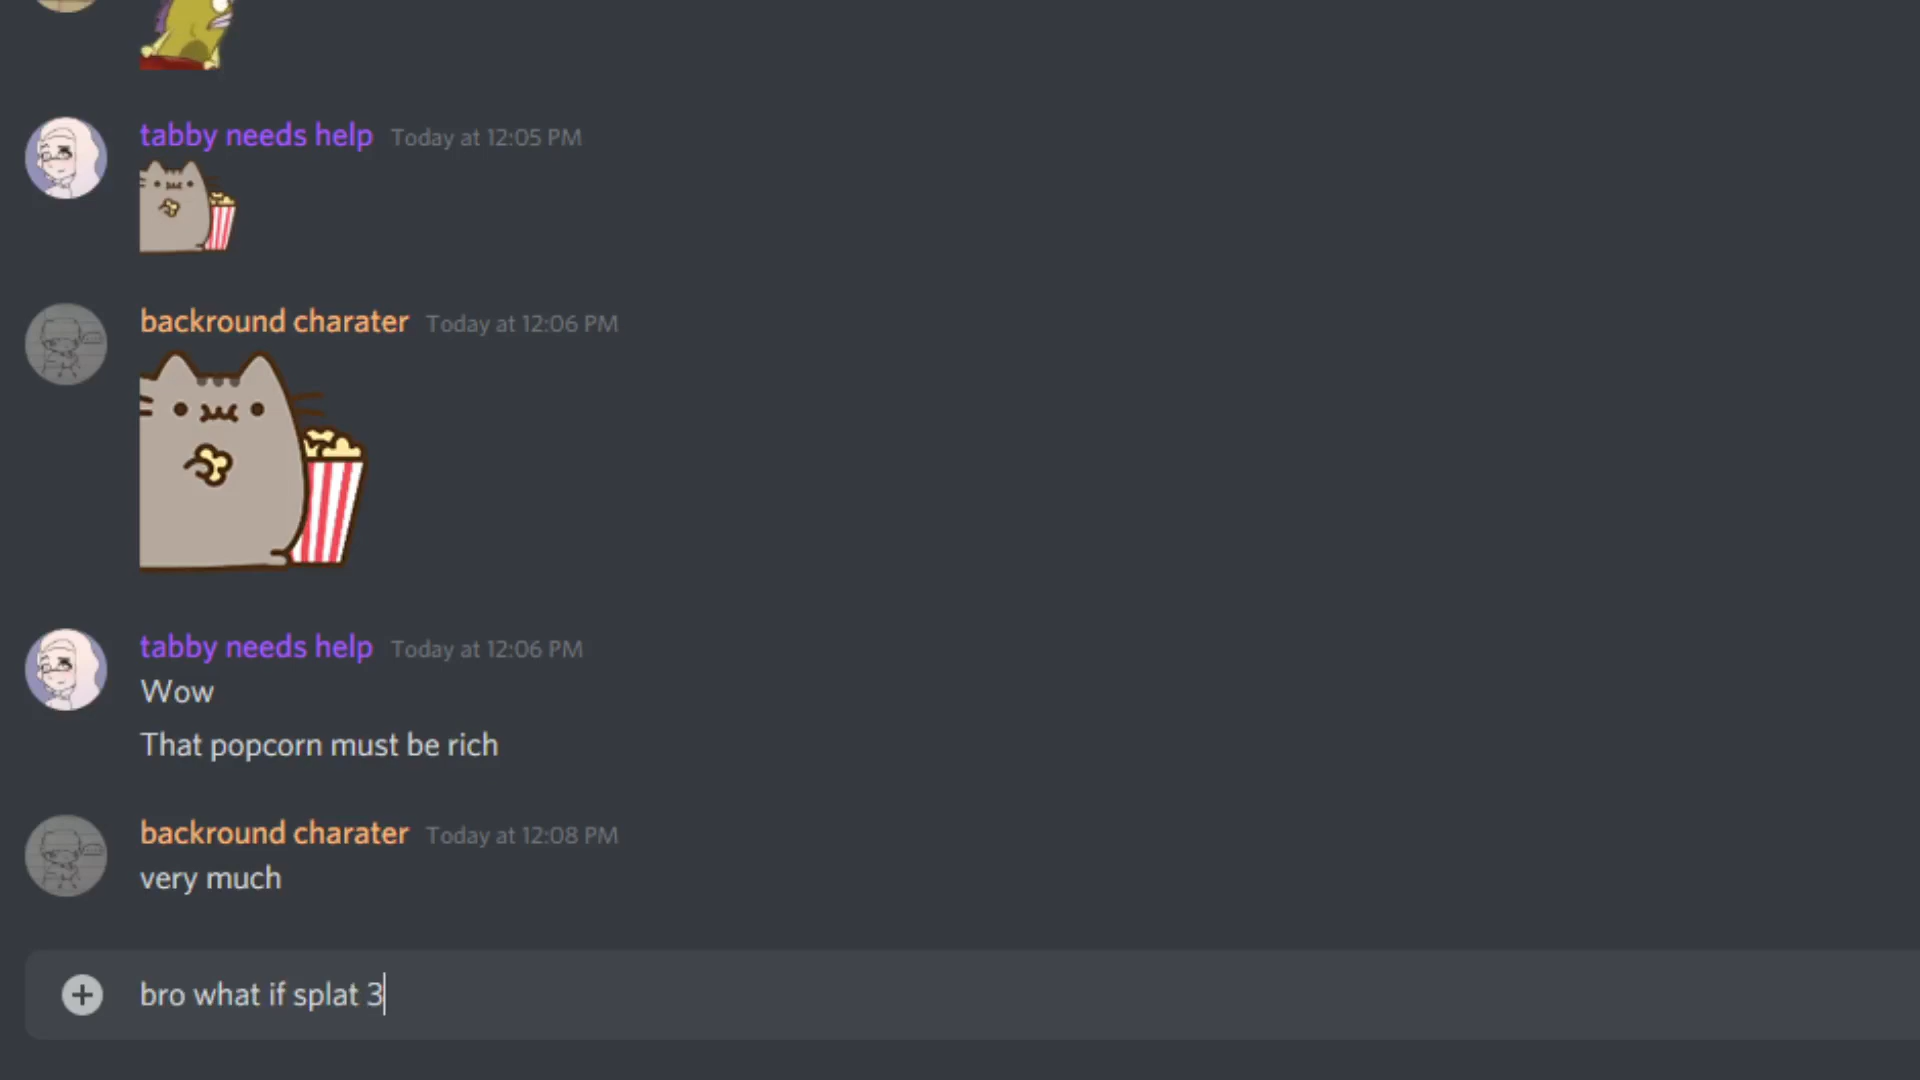 tabby needs help Today at 12:05 PM
backround charater Today at 12:06 PM
tabby needs help Today at 12:06 PM
Wow
That popcorn must be rich
backround charater Today at 12:08 PM
very much
bro what if splat 3